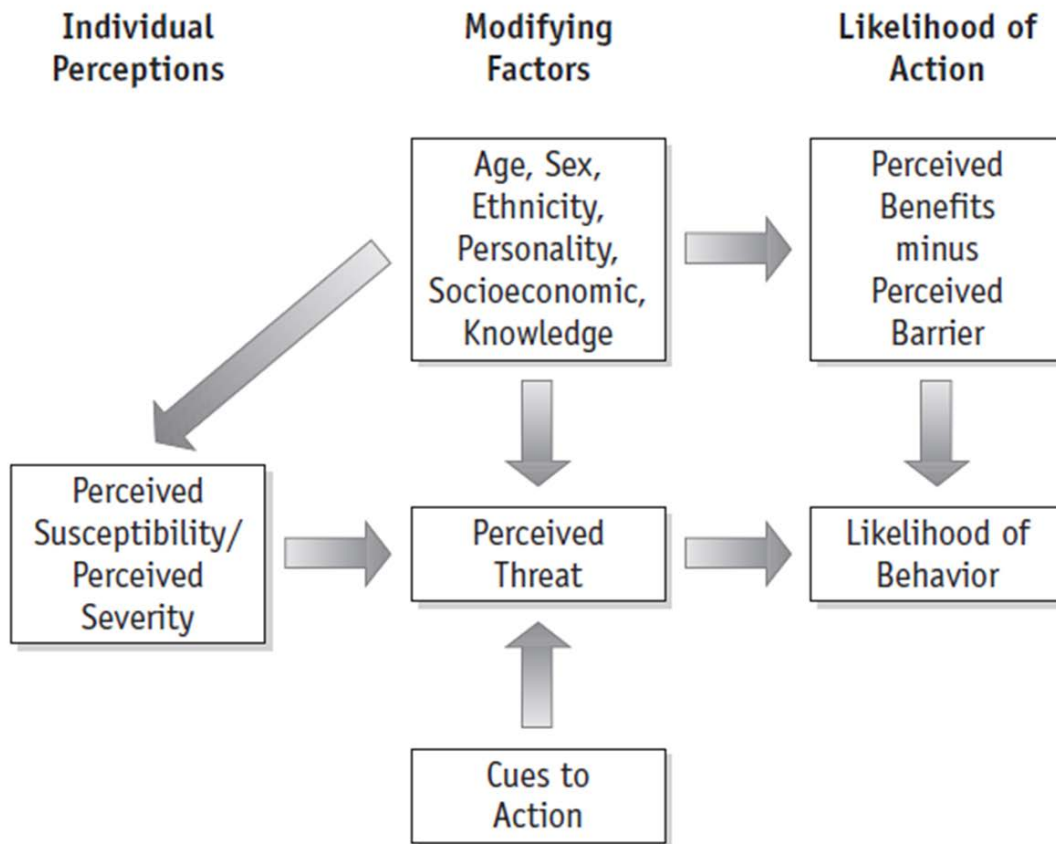 Individual
Perceptions
Modifying
Factors
Likelihood of
Action
Age, Sex,
Ethnicity,
Personality,
Socioeconomic,
Knowledge
Perceived
Benefits
minus
Perceived
Barrier
Perceived
Susceptibility/
Perceived
Severity
Perceived
Threat
Likelihood of
Behavior
Cues to
Action